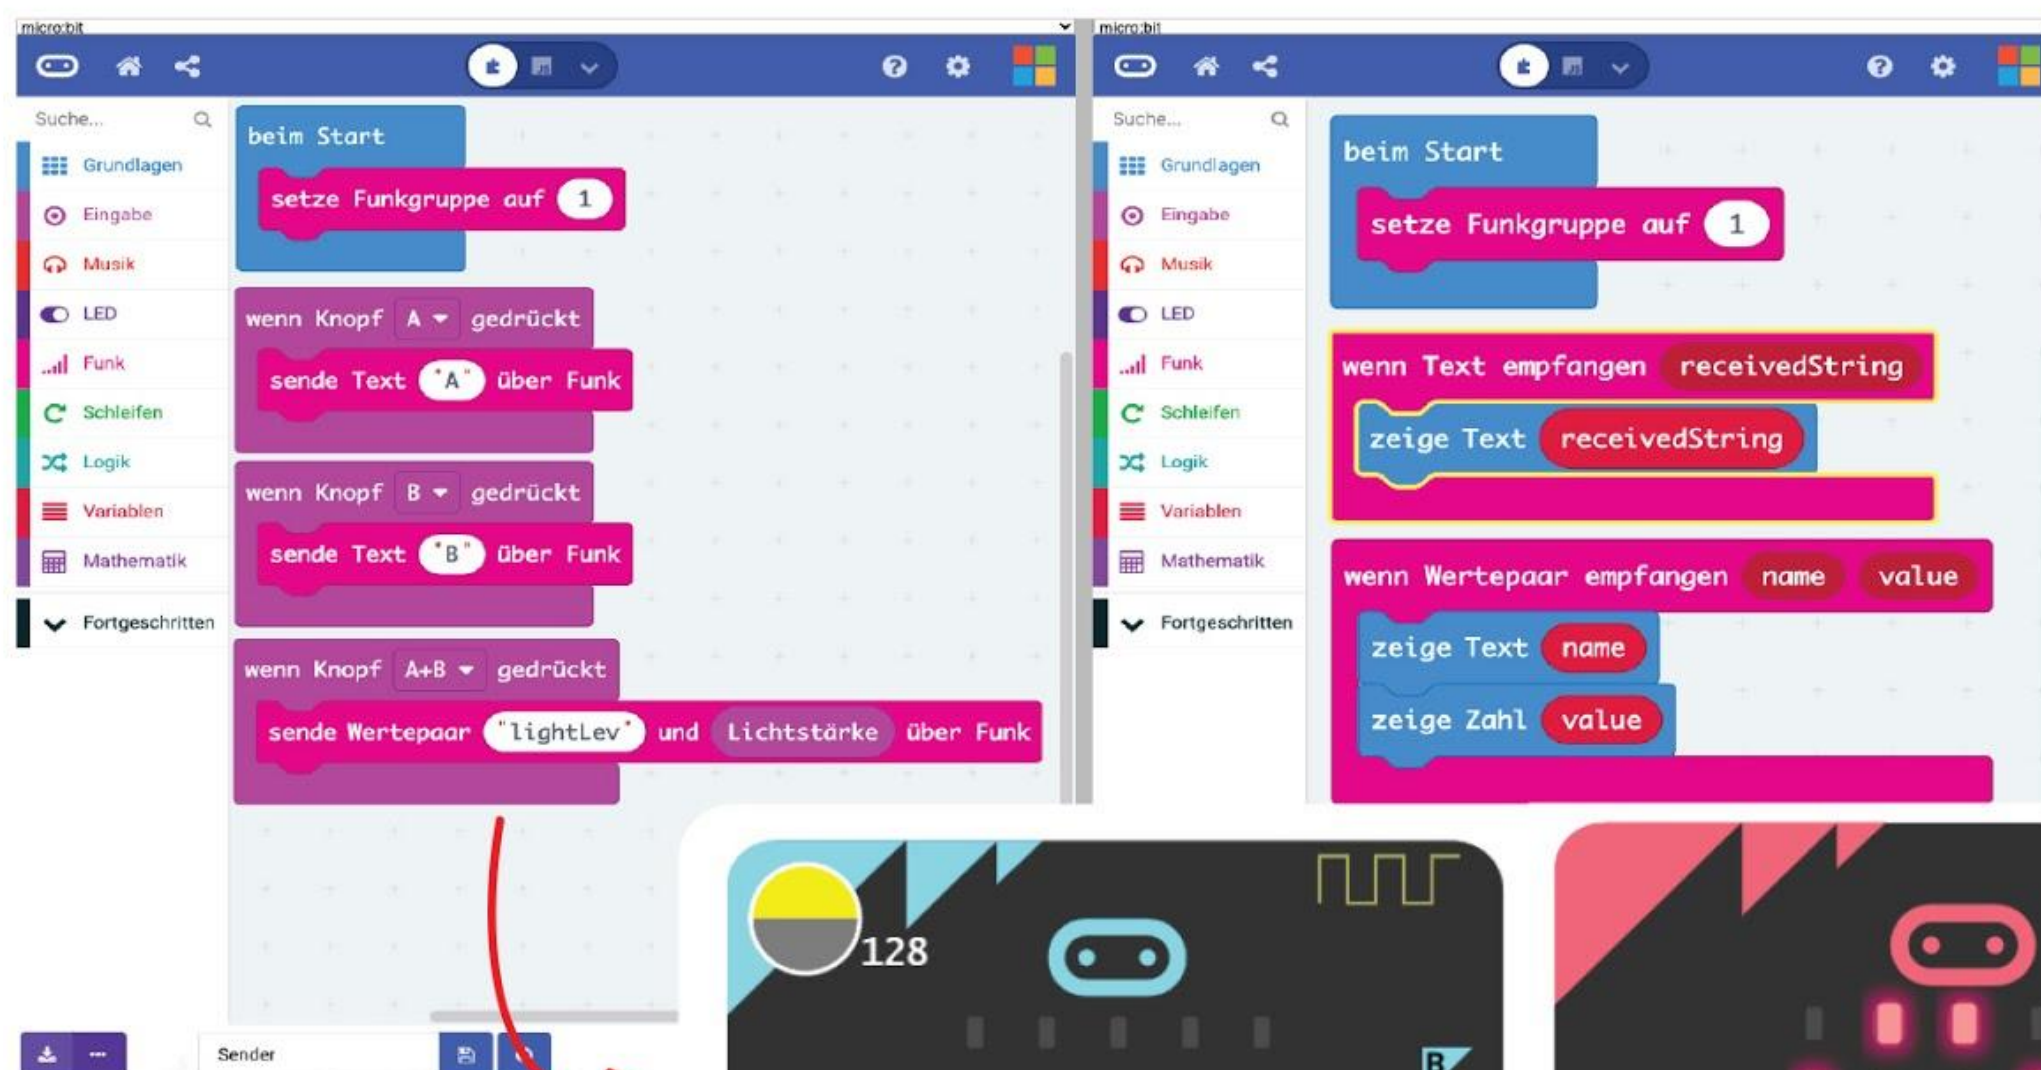 micro:bit
Suche...
Grundlagen
Eingabe
Musik
LED
Funk
Schleifen
Logik
Variablen
Mathematik
Fortgeschritten
beim Start
setze Funkgruppe auf 1
wenn Knopf A gedrückt
sende Text "A" über Funk
wenn Knopf B gedrückt
sende Text "B" über Funk
wenn Knopf A+B gedrückt
sende Wertepaar "lightLev" und Lichtstärke über Funk
Sender
micro:bit
Suche...
Grundlagen
Eingabe
Musik
LED
Funk
Schleifen
Logik
Variablen
Mathematik
Fortgeschritten
beim Start
setze Funkgruppe auf 1
wenn Text empfangen receivedString
zeige Text receivedString
wenn Wertepaar empfangen name value
zeige Text name
zeige Zahl value
128
B